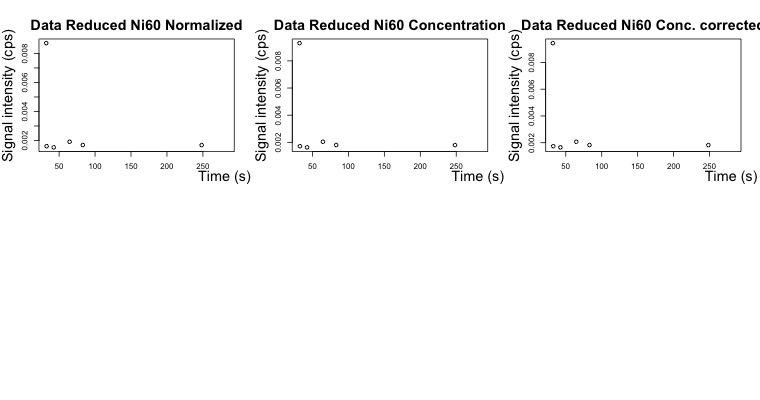 Data Reduced Ni60 Normalized
Signal intensity (cps)
0.002 0.004 0.006 0.008
50 100 150 200 250
Time (s)
Data Reduced Ni60 Concentration
Signal intensity (cps)
0.002 0.004 0.006 0.008
50 100 150 200 250
Time (s)
Data Reduced Ni60 Conc. corrected
Signal intensity (cps)
0.002 0.004 0.006 0.008
50 100 150 200 250
Time (s)